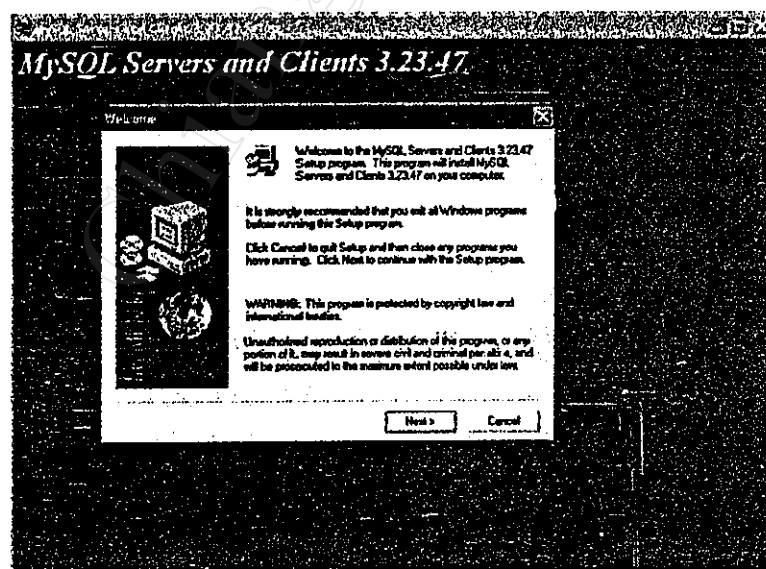 MySQL Servers and Clients 3.23.47
Welcome
Welcome to the MySQL Servers and Clients 3.23.47
Setup program. This program will install MySQL
Servers and Clients 3.23.47 on your computer.
It is strongly recommended that you exit all Windows programs
before running this Setup program.
Click Cancel to quit Setup and then close any programs you
have running. Click Next to continue with the Setup program.
WARNING: This program is protected by copyright law and
international treaties.
Unauthorized reproduction or distribution of this program, or any
portion of it, may result in severe civil and criminal penalties, and
will be prosecuted to the maximum extent possible under law.
Next >
Cancel